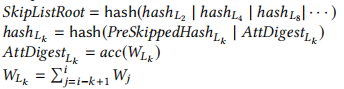 SkipListRoot = hash(hash_{L_2} | hash_{L_4} | hash_{L_8} | ⋯)
hash_{L_k} = hash(PreSkippedHash_{L_k} | AttDigest_{L_k})
AttDigest_{L_k} = acc(W_{L_k})
W_{L_k} = ∑_{j=i−k+1}^{i} W_j